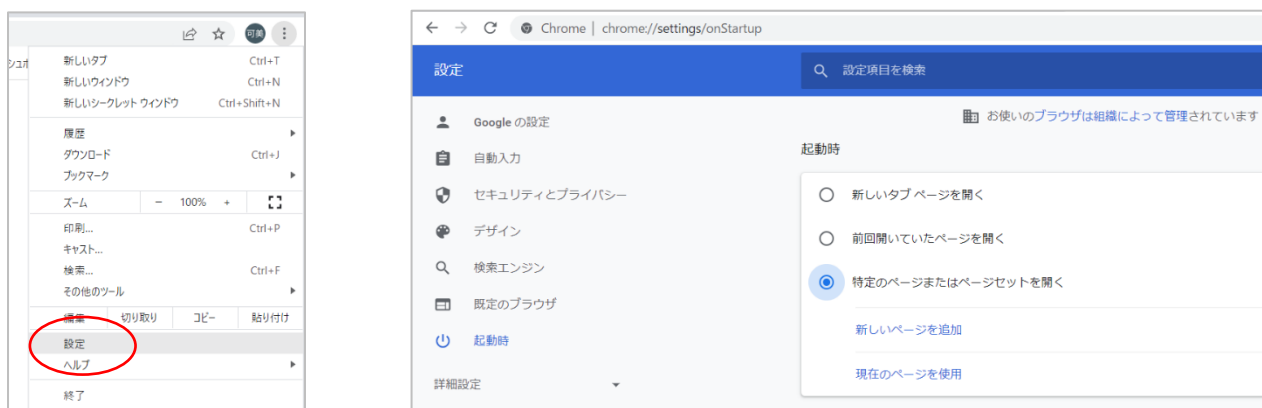 可美
シュボ
新しいタブ Ctrl+T
新しいウィンドウ Ctrl+N
新しいシークレット ウィンドウ Ctrl+Shift+N
履歴
ダウンロード Ctrl+J
ブックマーク
ズーム − 100% +
印刷... Ctrl+P
キャスト...
検索... Ctrl+F
その他のツール
編集 切り取り コピー 貼り付け
設定
ヘルプ
終了
Chrome | chrome://settings/onStartup
設定
設定項目を検索
Google の設定
自動入力
セキュリティとプライバシー
デザイン
検索エンジン
既定のブラウザ
起動時
詳細設定
お使いのブラウザは組織によって管理されています
起動時
新しいタブ ページを開く
前回開いていたページを開く
特定のページまたはページセットを開く
新しいページを追加
現在のページを使用